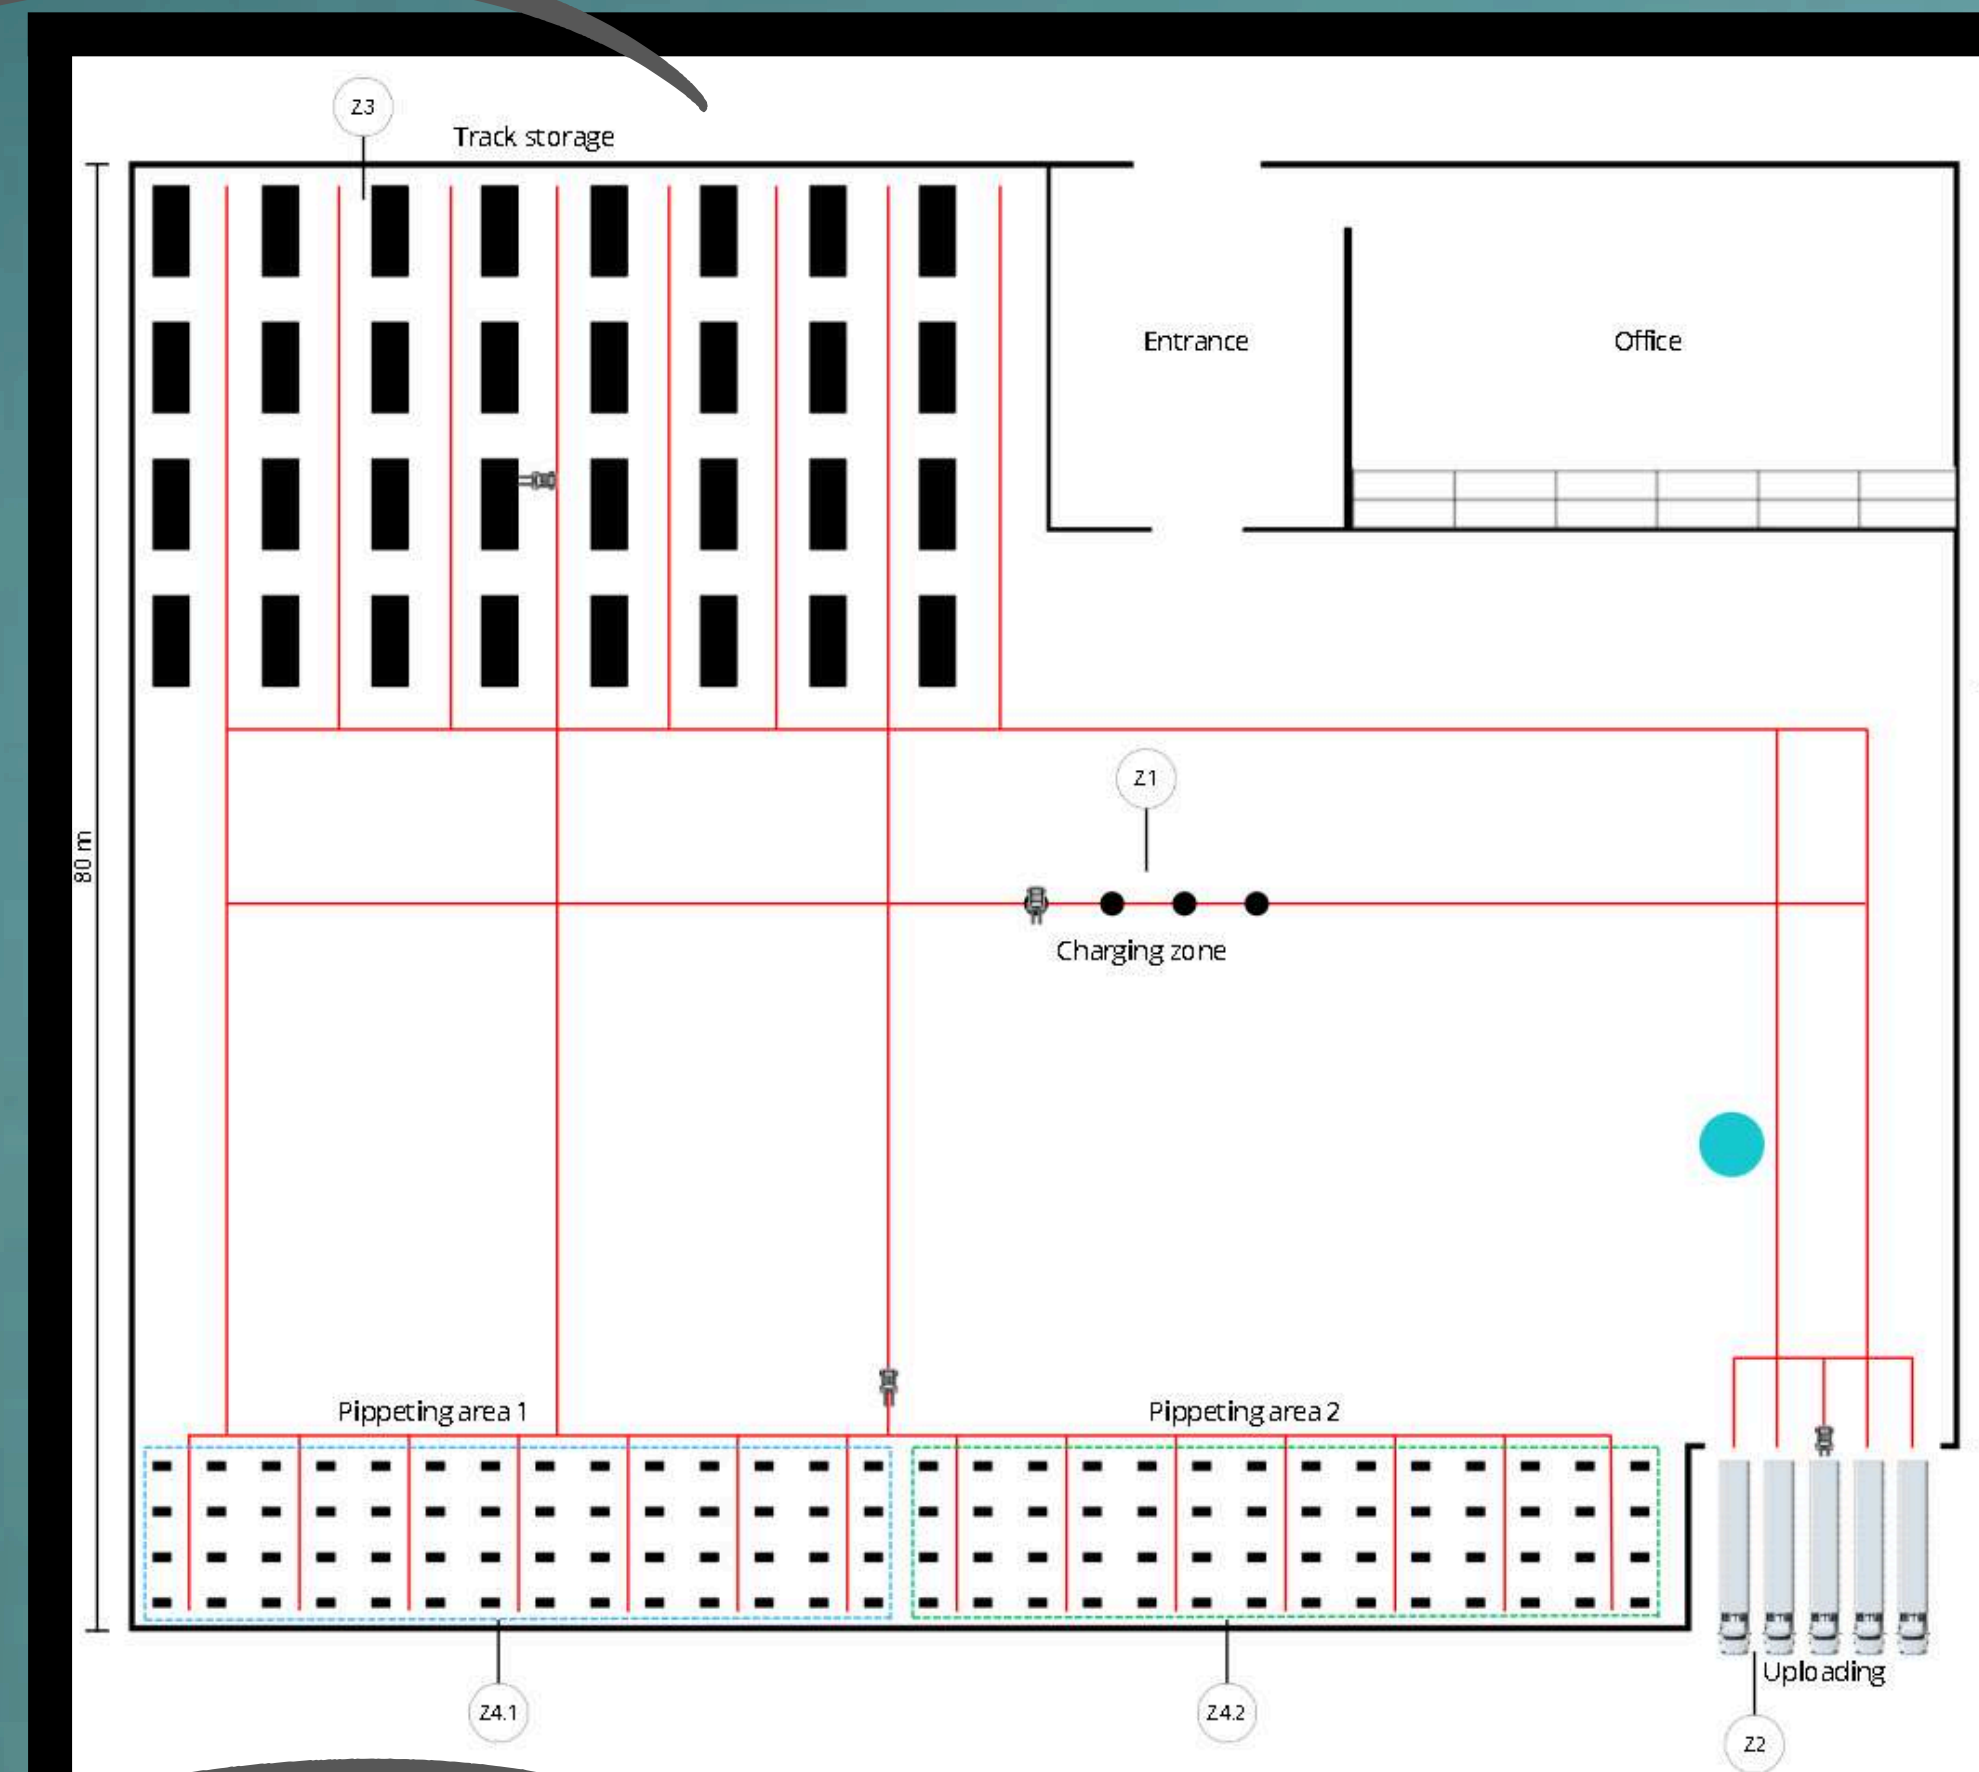 Z3
Track storage
Entrance
Office
Z1
80 m
Charging zone
Pippeting area 1
Pippeting area 2
Z4.1
Z4.2
Uploading
Z2